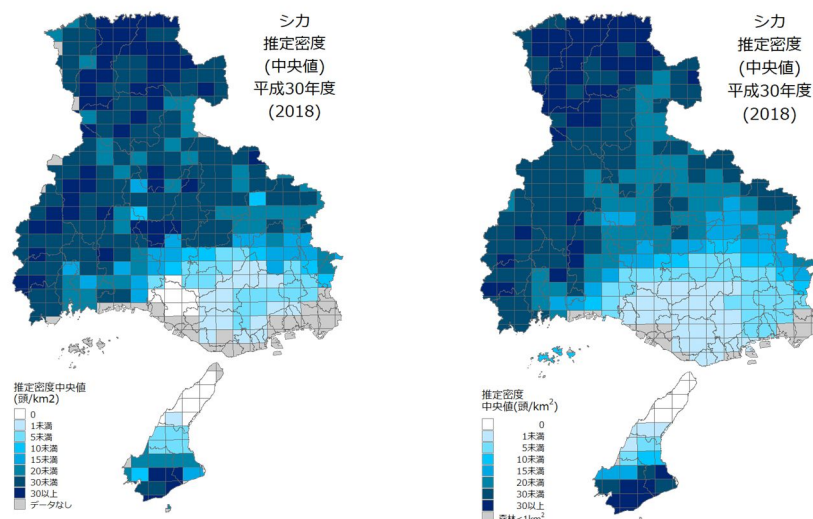 シカ
推定密度
(中央値)
平成30年度
(2018)
推定密度中央値
(頭/km2)
0
1未満
5未満
10未満
15未満
20未満
30未満
30以上
データなし
シカ
推定密度
(中央値)
平成30年度
(2018)
推定密度
中央値(頭/km²)
0
1未満
5未満
10未満
15未満
20未満
30未満
30以上
森林<1km²